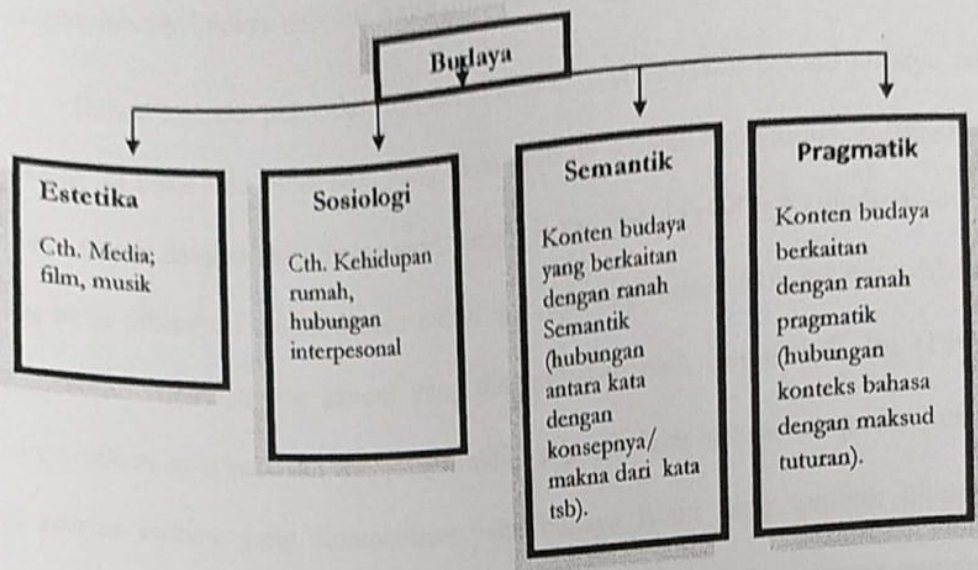 Budaya
Estetika
Cth. Media;
film, musik
Sosiologi
Cth. Kehidupan
rumah,
hubungan
interpesonal
Semantik
Konten budaya
yang berkaitan
dengan ranah
Semantik
(hubungan
antara kata
dengan
konsepnya/
makna dari kata
tsb).
Pragmatik
Konten budaya
berkaitan
dengan ranah
pragmatik
(hubungan
konteks bahasa
dengan maksud
tuturan).